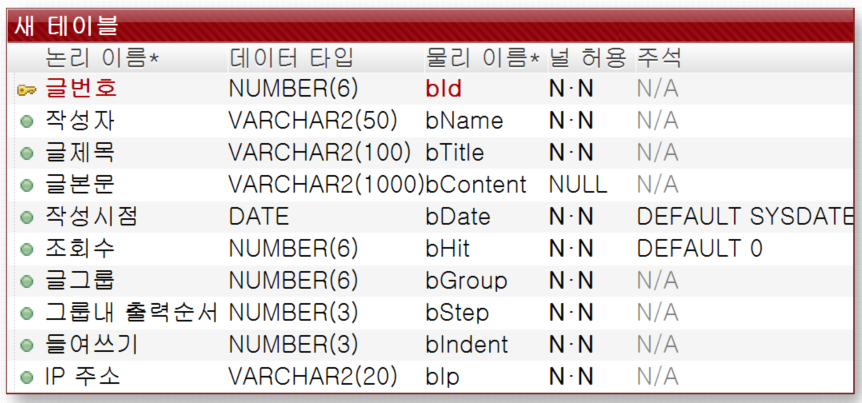 새 테이블
논리 이름* 데이터 타입 물리 이름* 널 허용 주석
글번호 NUMBER(6) bId N·N N/A
작성자 VARCHAR2(50) bName N·N N/A
글제목 VARCHAR2(100) bTitle N·N N/A
글본문 VARCHAR2(1000) bContent NULL N/A
작성시점 DATE bDate N·N DEFAULT SYSDATE
조회수 NUMBER(6) bHit N·N DEFAULT 0
글그룹 NUMBER(6) bGroup N·N N/A
그룹내 출력순서 NUMBER(3) bStep N·N N/A
들여쓰기 NUMBER(3) bIndent N·N N/A
IP 주소 VARCHAR2(20) bIp N·N N/A